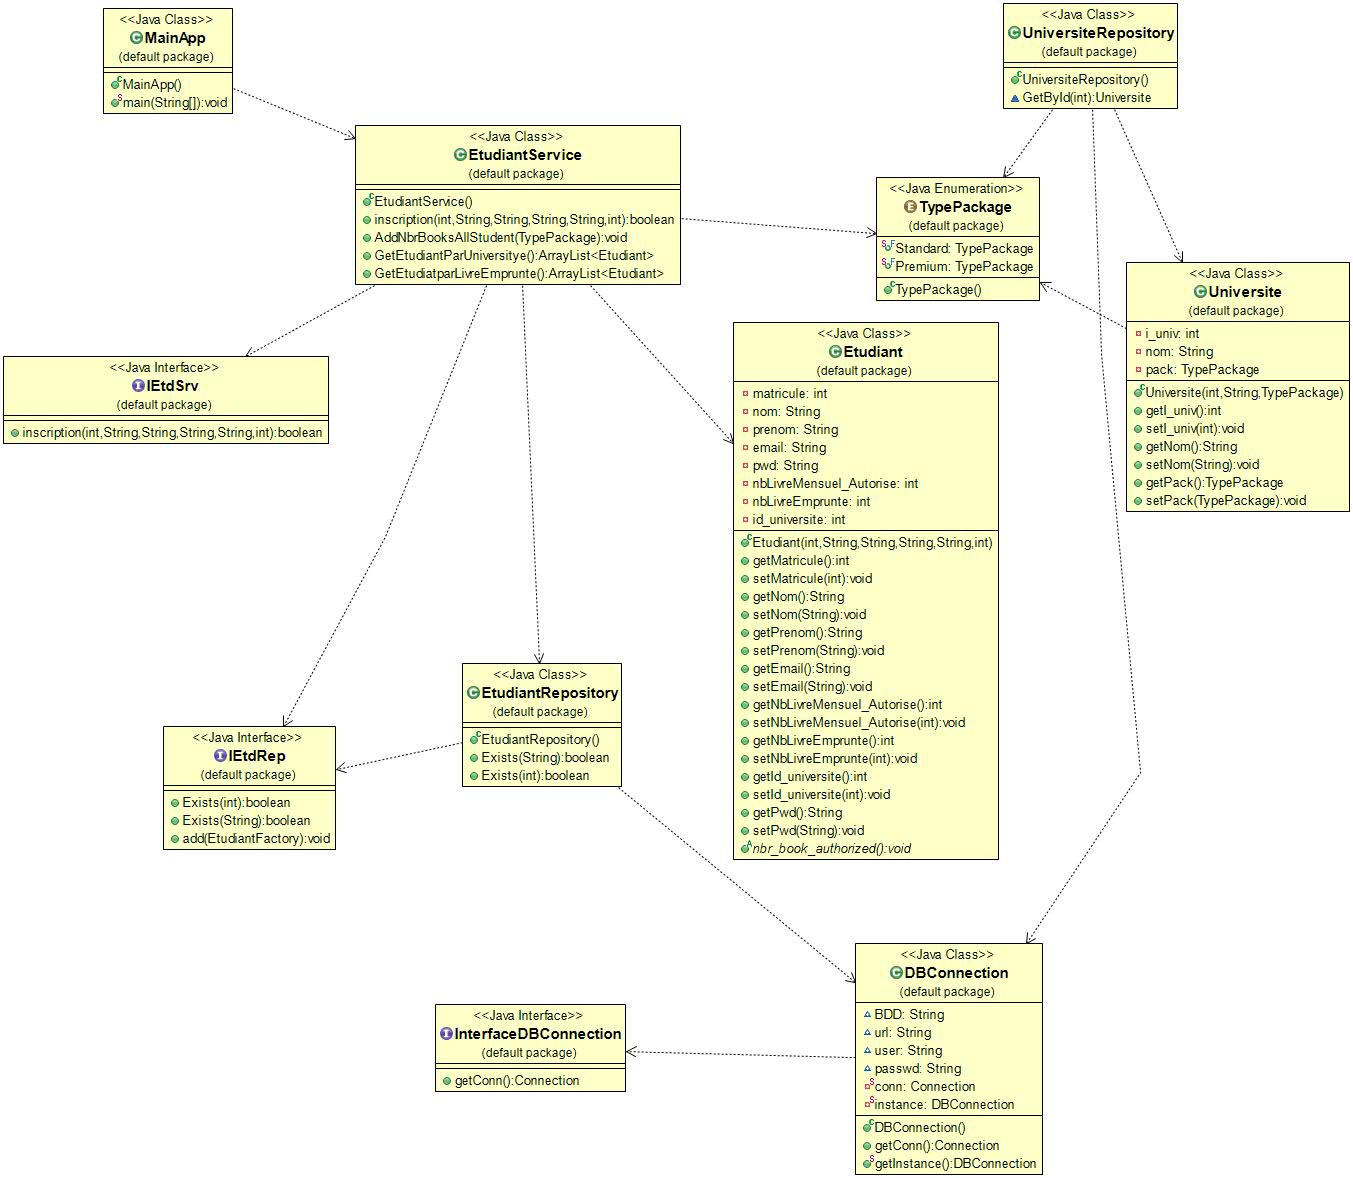 <<Java Class>>
MainApp
(default package)
MainApp()
main(String[]):void
<<Java Class>>
UniversiteRepository
(default package)
UniversiteRepository()
GetById(int):Universite
<<Java Class>>
EtudiantService
(default package)
EtudiantService()
inscription(int,String,String,String,String,int):boolean
AddNbrBooksAllStudent(TypePackage):void
GetEtudiantParUniversitye():ArrayList<Etudiant>
GetEtudiatparLivreEmprunte():ArrayList<Etudiant>
<<Java Enumeration>>
TypePackage
(default package)
Standard: TypePackage
Premium: TypePackage
TypePackage()
<<Java Class>>
Universite
(default package)
i_univ: int
nom: String
pack: TypePackage
Universite(int,String,TypePackage)
getI_univ():int
setI_univ(int):void
getNom():String
setNom(String):void
getPack():TypePackage
setPack(TypePackage):void
<<Java Interface>>
IEtdSrv
(default package)
inscription(int,String,String,String,String,int):boolean
<<Java Class>>
Etudiant
(default package)
matricule: int
nom: String
prenom: String
email: String
pwd: String
nbLivreMensuel_Autorise: int
nbLivreEmprunte: int
id_universite: int
Etudiant(int,String,String,String,String,int)
getMatricule():int
setMatricule(int):void
getNom():String
setNom(String):void
getPrenom():String
setPrenom(String):void
getEmail():String
setEmail(String):void
getNbLivreMensuel_Autorise():int
setNbLivreMensuel_Autorise(int):void
getNbLivreEmprunte():int
setNbLivreEmprunte(int):void
getId_universite():int
setId_universite(int):void
getPwd():String
setPwd(String):void
nbr_book_authorized():void
<<Java Class>>
EtudiantRepository
(default package)
EtudiantRepository()
Exists(String):boolean
Exists(int):boolean
<<Java Interface>>
IEtdRep
(default package)
Exists(int):boolean
Exists(String):boolean
add(EtudiantFactory):void
<<Java Class>>
DBConnection
(default package)
BDD: String
url: String
user: String
passwd: String
conn: Connection
instance: DBConnection
DBConnection()
getConn():Connection
getInstance():DBConnection
<<Java Interface>>
InterfaceDBConnection
(default package)
getConn():Connection